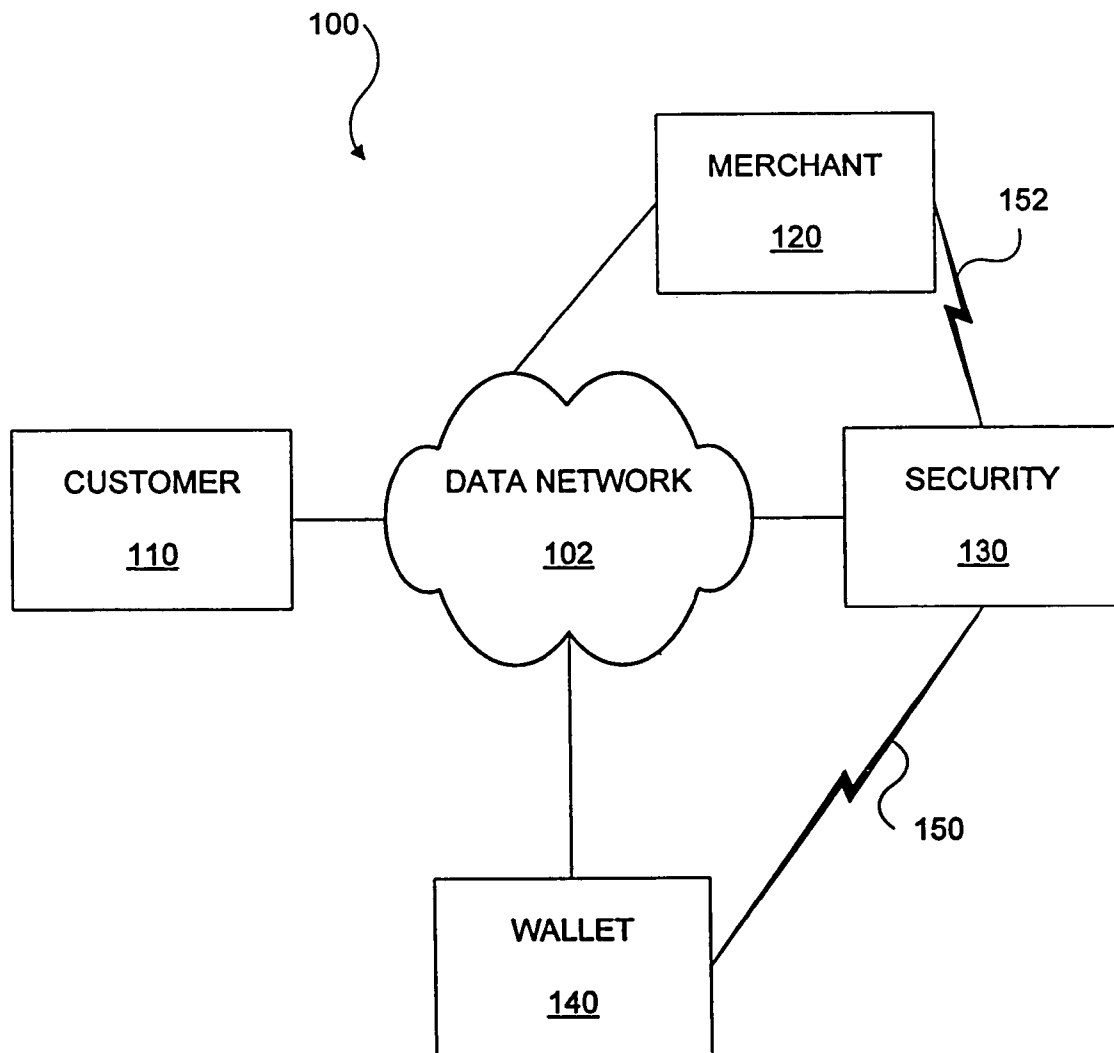 100
MERCHANT
120
152
CUSTOMER
110
DATA NETWORK
102
SECURITY
130
150
WALLET
140